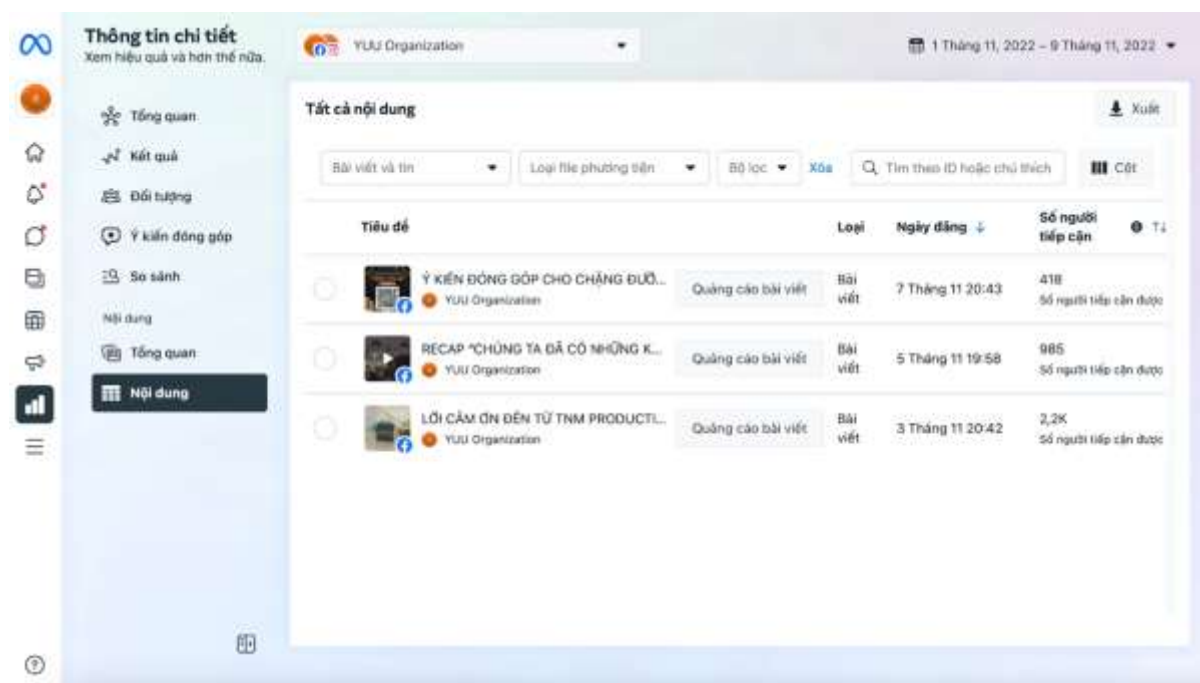 Thông tin chi tiết
Xem hiệu quả và hơn thế nữa.
YUU Organization
1 Tháng 11, 2022 – 9 Tháng 11, 2022
Tổng quan
Kết quả
Đối tượng
Ý kiến đóng góp
So sánh
Nội dung
Tổng quan
Nội dung
Tất cả nội dung
Xuất
Bài viết và tin
Loại file phương tiện
Bộ lọc
Xóa
Tìm theo ID hoặc chú thích
Cột
Tiêu đề
Loại
Ngày đăng
Số người
tiếp cận
Ý KIẾN ĐÓNG GÓP CHO CHẶNG ĐƯỜ...
YUU Organization
Quảng cáo bài viết
Bài
viết
7 Tháng 11 20:43
418
Số người tiếp cận được
RECAP "CHÚNG TA ĐÃ CÓ NHỮNG K...
YUU Organization
Quảng cáo bài viết
Bài
viết
5 Tháng 11 19:58
985
Số người tiếp cận được
LỜI CẢM ƠN ĐẾN TỪ TNM PRODUCTI...
YUU Organization
Quảng cáo bài viết
Bài
viết
3 Tháng 11 20:42
2,2K
Số người tiếp cận được